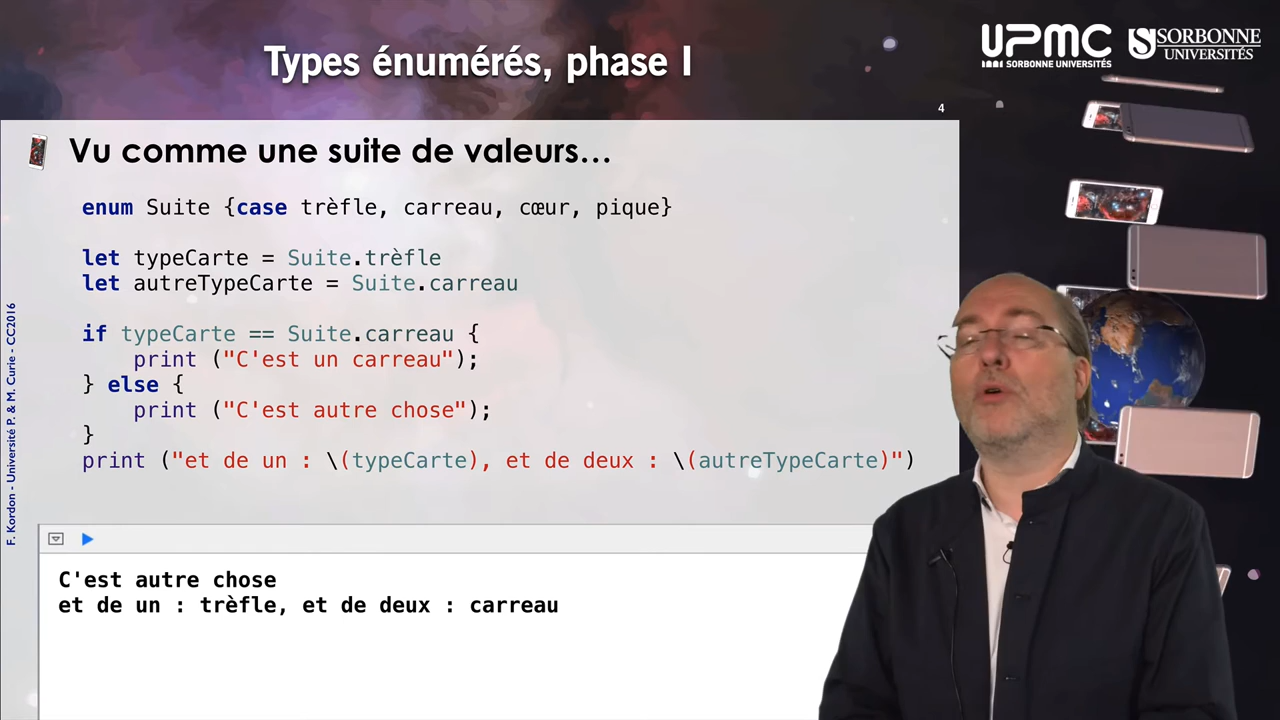 Types énumérés, phase I
UPMC
SORBONNE UNIVERSITÉS
SORBONNE
UNIVERSITÉS
4
Vu comme une suite de valeurs…
enum Suite {case trèfle, carreau, cœur, pique}
let typeCarte = Suite.trèfle
let autreTypeCarte = Suite.carreau
if typeCarte == Suite.carreau {
    print ("C'est un carreau");
} else {
    print ("C'est autre chose");
}
print ("et de un : \(typeCarte), et de deux : \(autreTypeCarte)")
C'est autre chose
et de un : trèfle, et de deux : carreau
F. Kordon - Université P. & M. Curie - CC2016